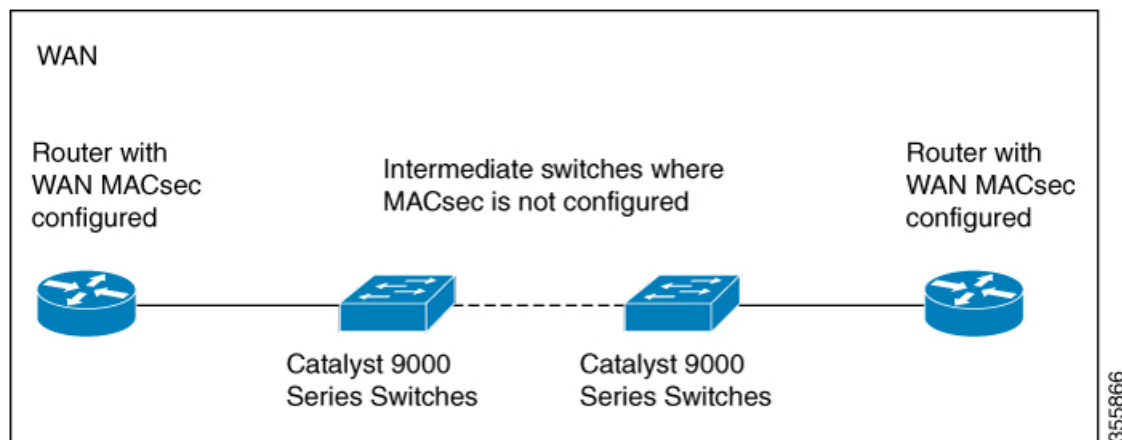 WAN
Router with
WAN MACsec
configured
Intermediate switches where
MACsec is not configured
Router with
WAN MACsec
configured
Catalyst 9000
Series Switches
Catalyst 9000
Series Switches
355866